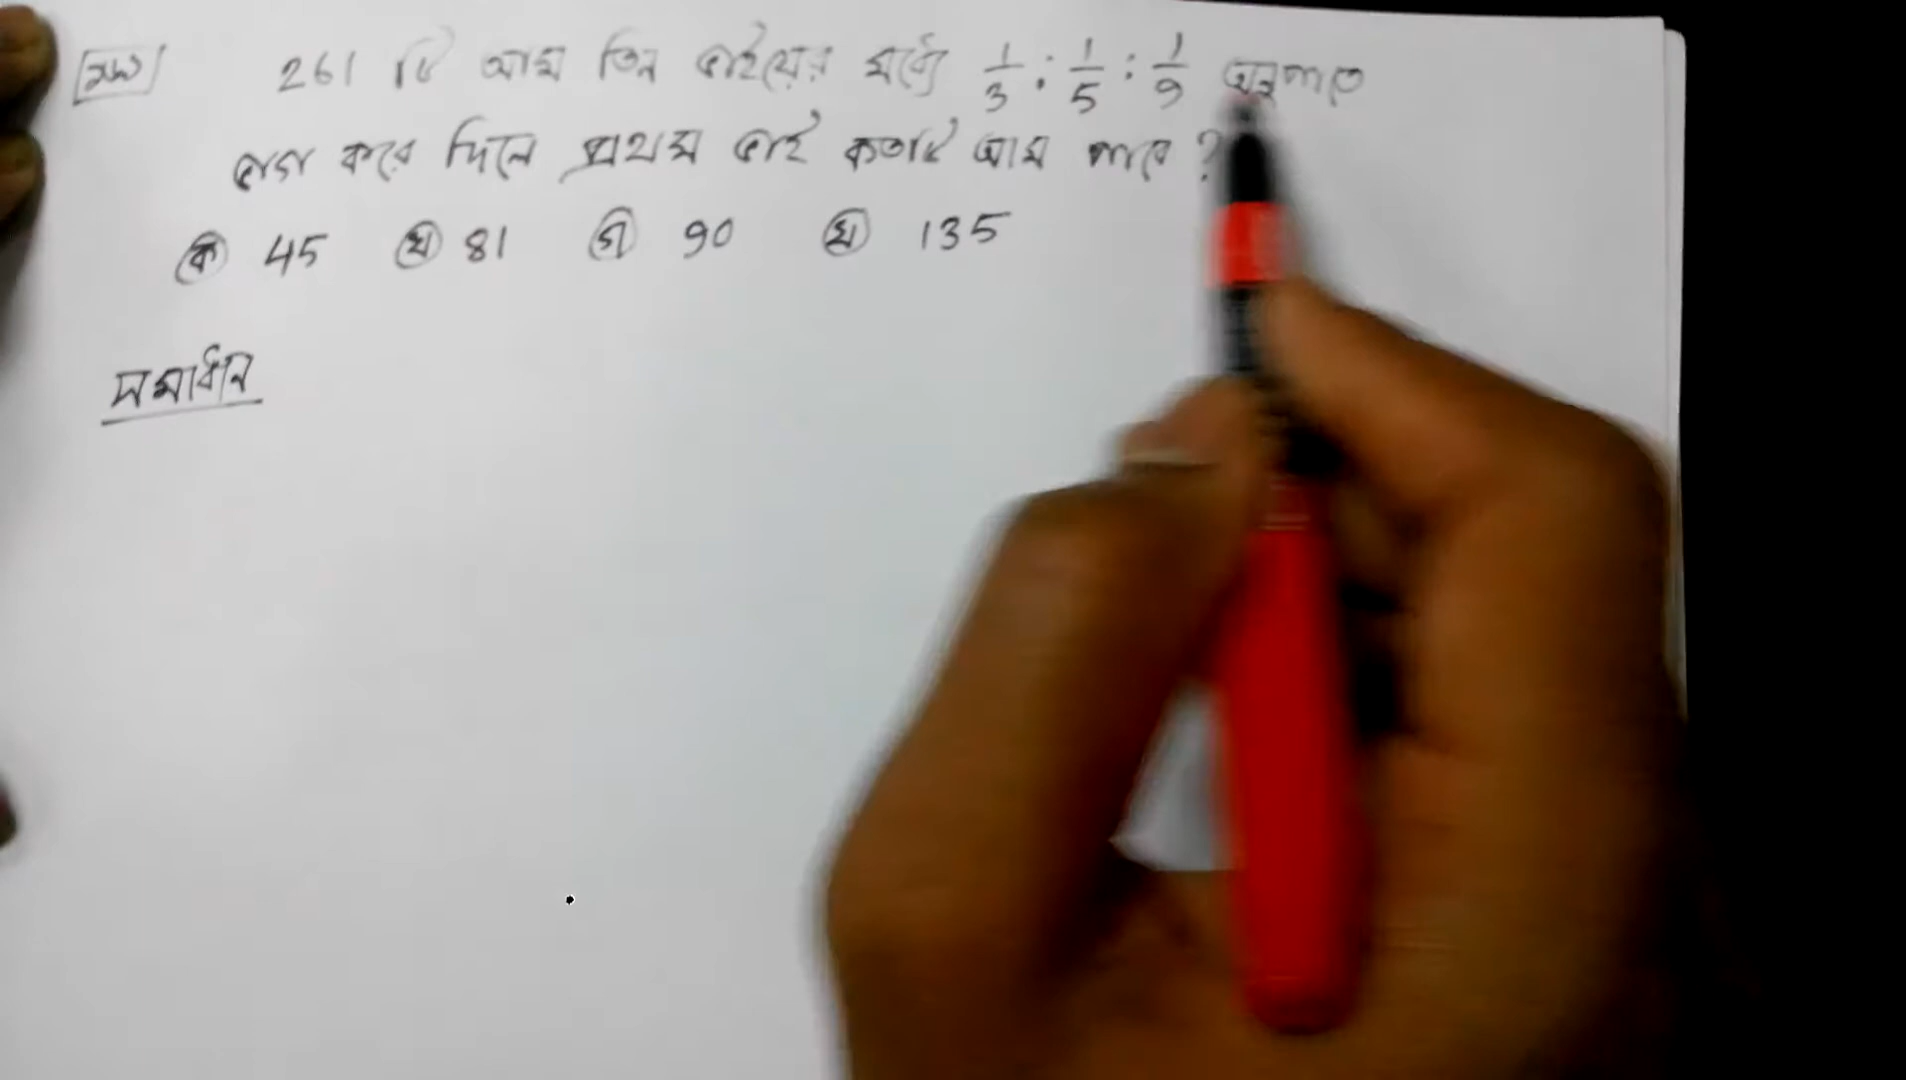 261 টি আম তিন ভাইয়ের মধ্যে 1/3 : 1/5 : 1/9 অনুপাতে
ভাগ করে দিলে প্রথম ভাই কতটি আম পাবে ?
ক 45 খ 81 গ 90 ঘ 135
সমাধান